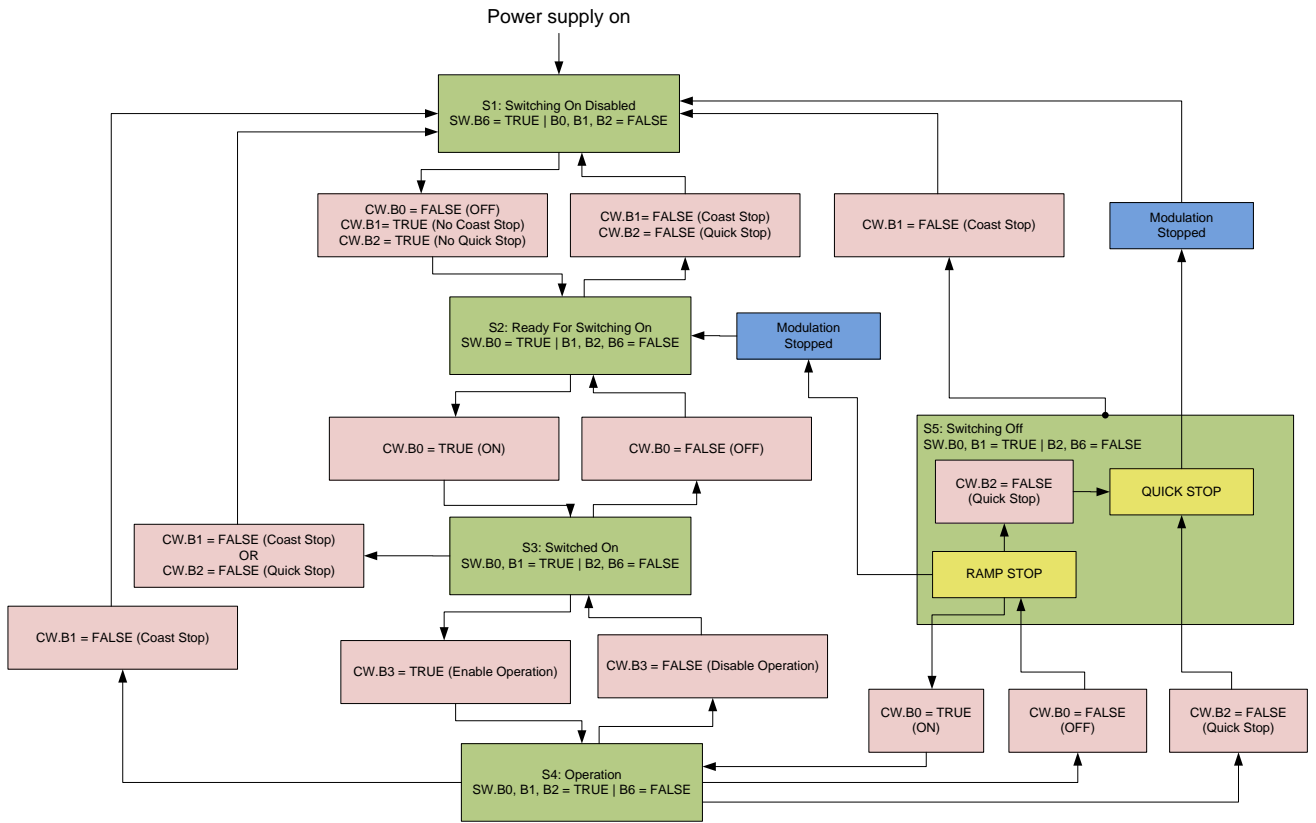 Power supply on
S1: Switching On Disabled
SW.B6 = TRUE | B0, B1, B2 = FALSE
CW.B0 = FALSE (OFF)
CW.B1= TRUE (No Coast Stop)
CW.B2 = TRUE (No Quick Stop)
CW.B1= FALSE (Coast Stop)
CW.B2 = FALSE (Quick Stop)
CW.B1 = FALSE (Coast Stop)
Modulation
Stopped
S2: Ready For Switching On
SW.B0 = TRUE | B1, B2, B6 = FALSE
Modulation
Stopped
CW.B0 = TRUE (ON)
CW.B0 = FALSE (OFF)
S5: Switching Off
SW.B0, B1 = TRUE | B2, B6 = FALSE
CW.B2 = FALSE
(Quick Stop)
QUICK STOP
RAMP STOP
CW.B1 = FALSE (Coast Stop)
OR
CW.B2 = FALSE (Quick Stop)
S3: Switched On
SW.B0, B1 = TRUE | B2, B6 = FALSE
CW.B1 = FALSE (Coast Stop)
CW.B3 = TRUE (Enable Operation)
CW.B3 = FALSE (Disable Operation)
CW.B0 = TRUE
(ON)
CW.B0 = FALSE
(OFF)
CW.B2 = FALSE
(Quick Stop)
S4: Operation
SW.B0, B1, B2 = TRUE | B6 = FALSE